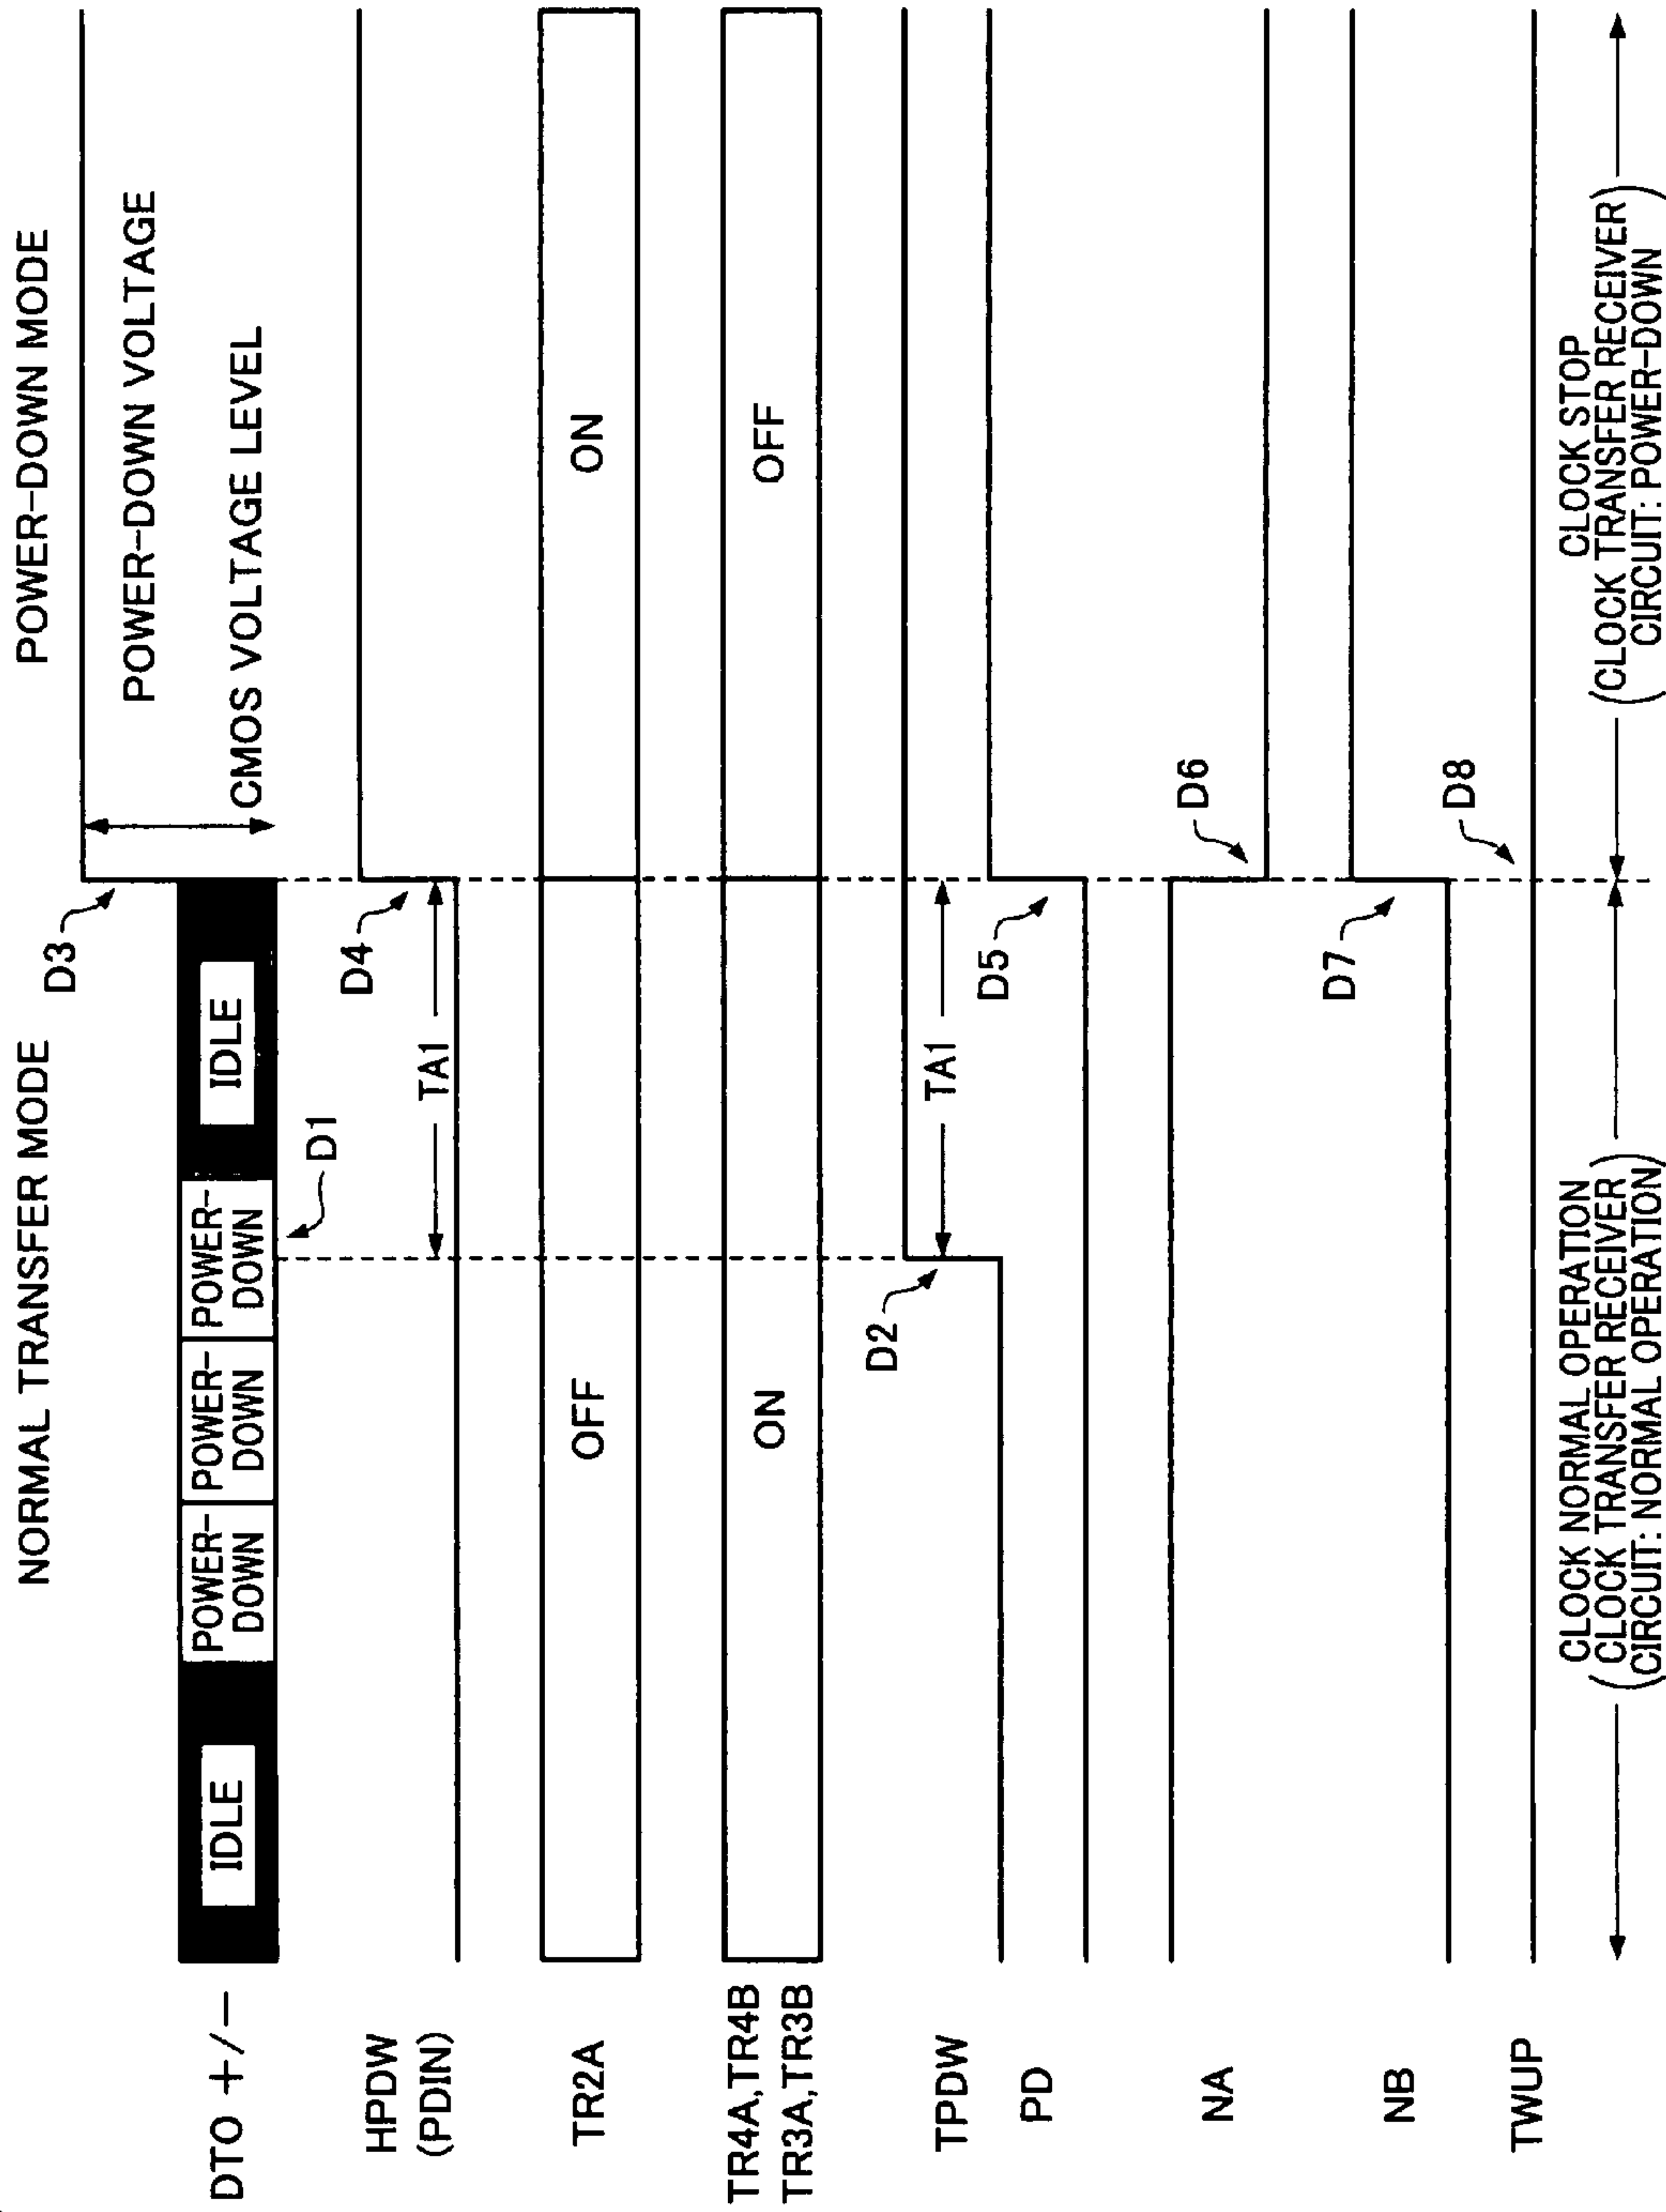 NORMAL TRANSFER MODE
POWER-DOWN MODE
D3
POWER-DOWN VOLTAGE
DTO +/-
IDLE
POWER-
DOWN
POWER-
DOWN
POWER-
DOWN
IDLE
CMOS VOLTAGE LEVEL
D1
D4
HPDW
(PDIN)
TA1
TR2A
OFF
ON
TR4A,TR4B
TR3A,TR3B
ON
OFF
D2
TPDW
TA1
D5
PD
NA
D6
D7
NB
D8
TWUP
CLOCK NORMAL OPERATION
(CLOCK TRANSFER RECEIVER
CIRCUIT: NORMAL OPERATION)
CLOCK STOP
(CLOCK TRANSFER RECEIVER
CIRCUIT: POWER-DOWN)